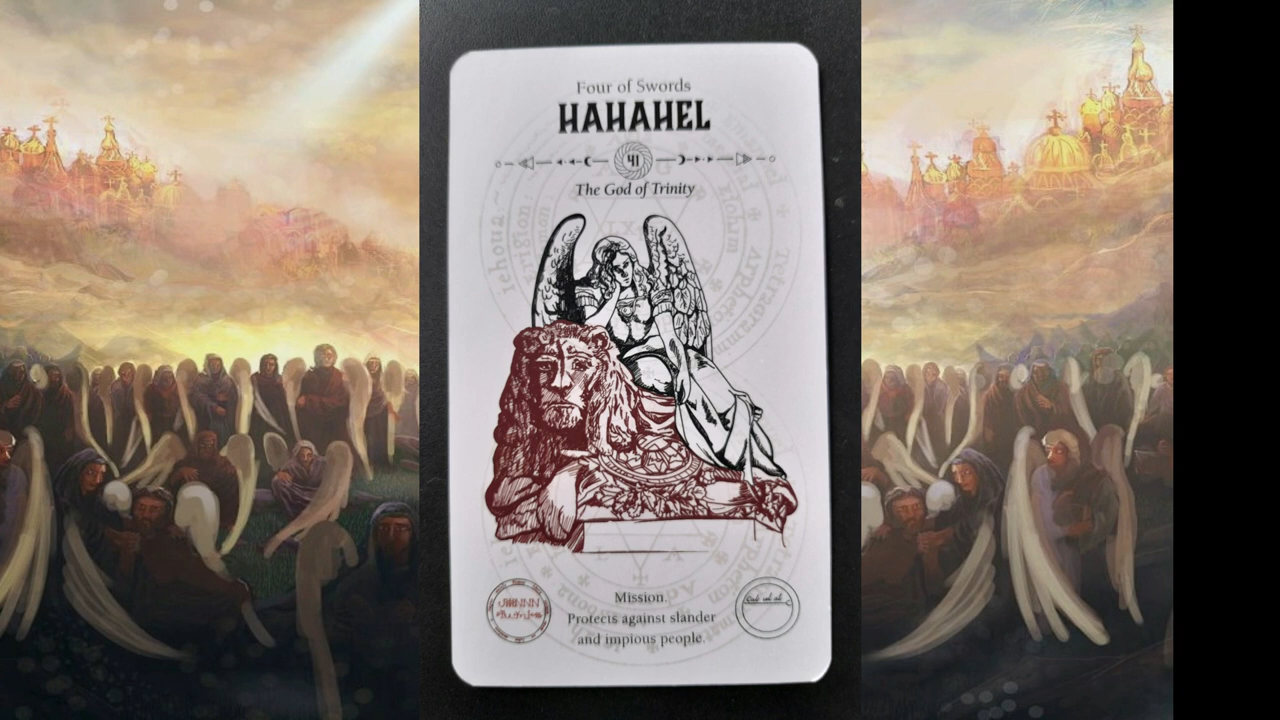 Four of Swords
HAHAHEL
41
The God of Trinity
Mission.
Protects against slander
and impious people.